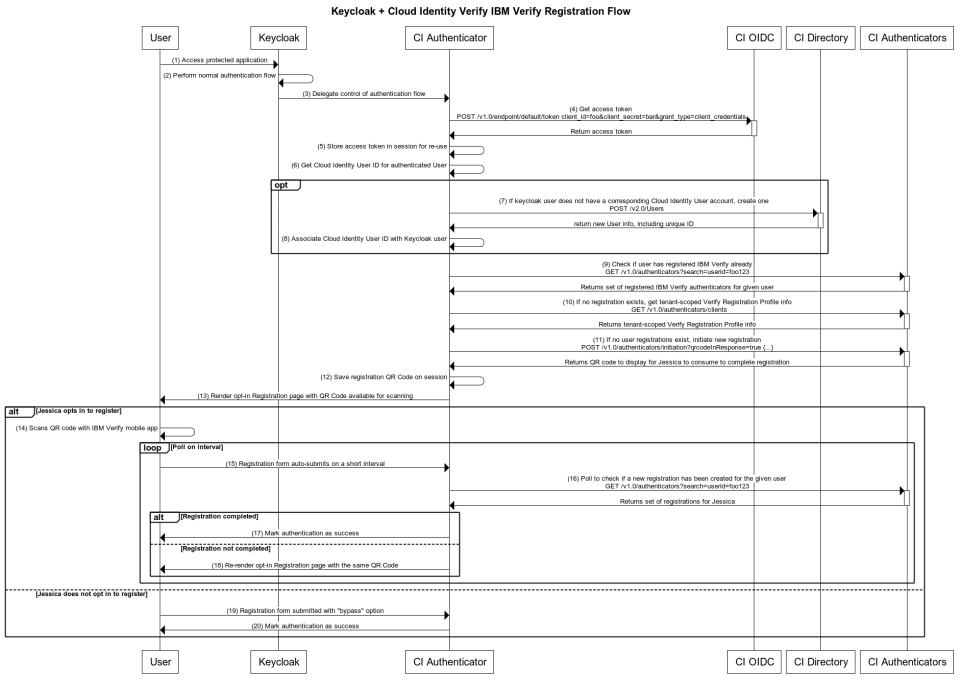 Keycloak + Cloud Identity Verify IBM Verify Registration Flow
User
Keycloak
CI Authenticator
CI OIDC
CI Directory
CI Authenticators
(1) Access protected application
(2) Perform normal authentication flow
(3) Delegate control of authentication flow
(4) Get access token
POST /v1.0/endpoint/default/token client_id=foo&client_secret=bar&grant_type=client_credentials
Return access token
(5) Store access token in session for re-use
(6) Get Cloud Identity User ID for authenticated User
opt
(7) If keycloak user does not have a corresponding Cloud Identity User account, create one
POST /v2.0/Users
return new User info, including unique ID
(8) Associate Cloud Identity User ID with Keycloak user
(9) Check if user has registered IBM Verify already
GET /v1.0/authenticators?search=userid=foo123
Returns set of registered IBM Verify authenticators for given user
(10) If no registration exists, get tenant-scoped Verify Registration Profile info
GET /v1.0/authenticators/clients
Returns tenant-scoped Verify Registration Profile info
(11) If no user registrations exist, initiate new registration
POST /v1.0/authenticators/initiation?qrcodeInResponse=true {...}
Returns QR code to display for Jessica to consume to complete registration
(12) Save registration QR Code on session
(13) Render opt-in Registration page with QR Code available for scanning
alt [Jessica opts in to register]
(14) Scans QR code with IBM Verify mobile app
loop [Poll on interval]
(15) Registration form auto-submits on a short interval
(16) Poll to check if a new registration has been created for the given user
GET /v1.0/authenticators?search=userid=foo123
Returns set of registrations for Jessica
alt [Registration completed]
(17) Mark authentication as success
[Registration not completed]
(18) Re-render opt-in Registration page with the same QR Code
[Jessica does not opt in to register]
(19) Registration form submitted with "bypass" option
(20) Mark authentication as success
User
Keycloak
CI Authenticator
CI OIDC
CI Directory
CI Authenticators